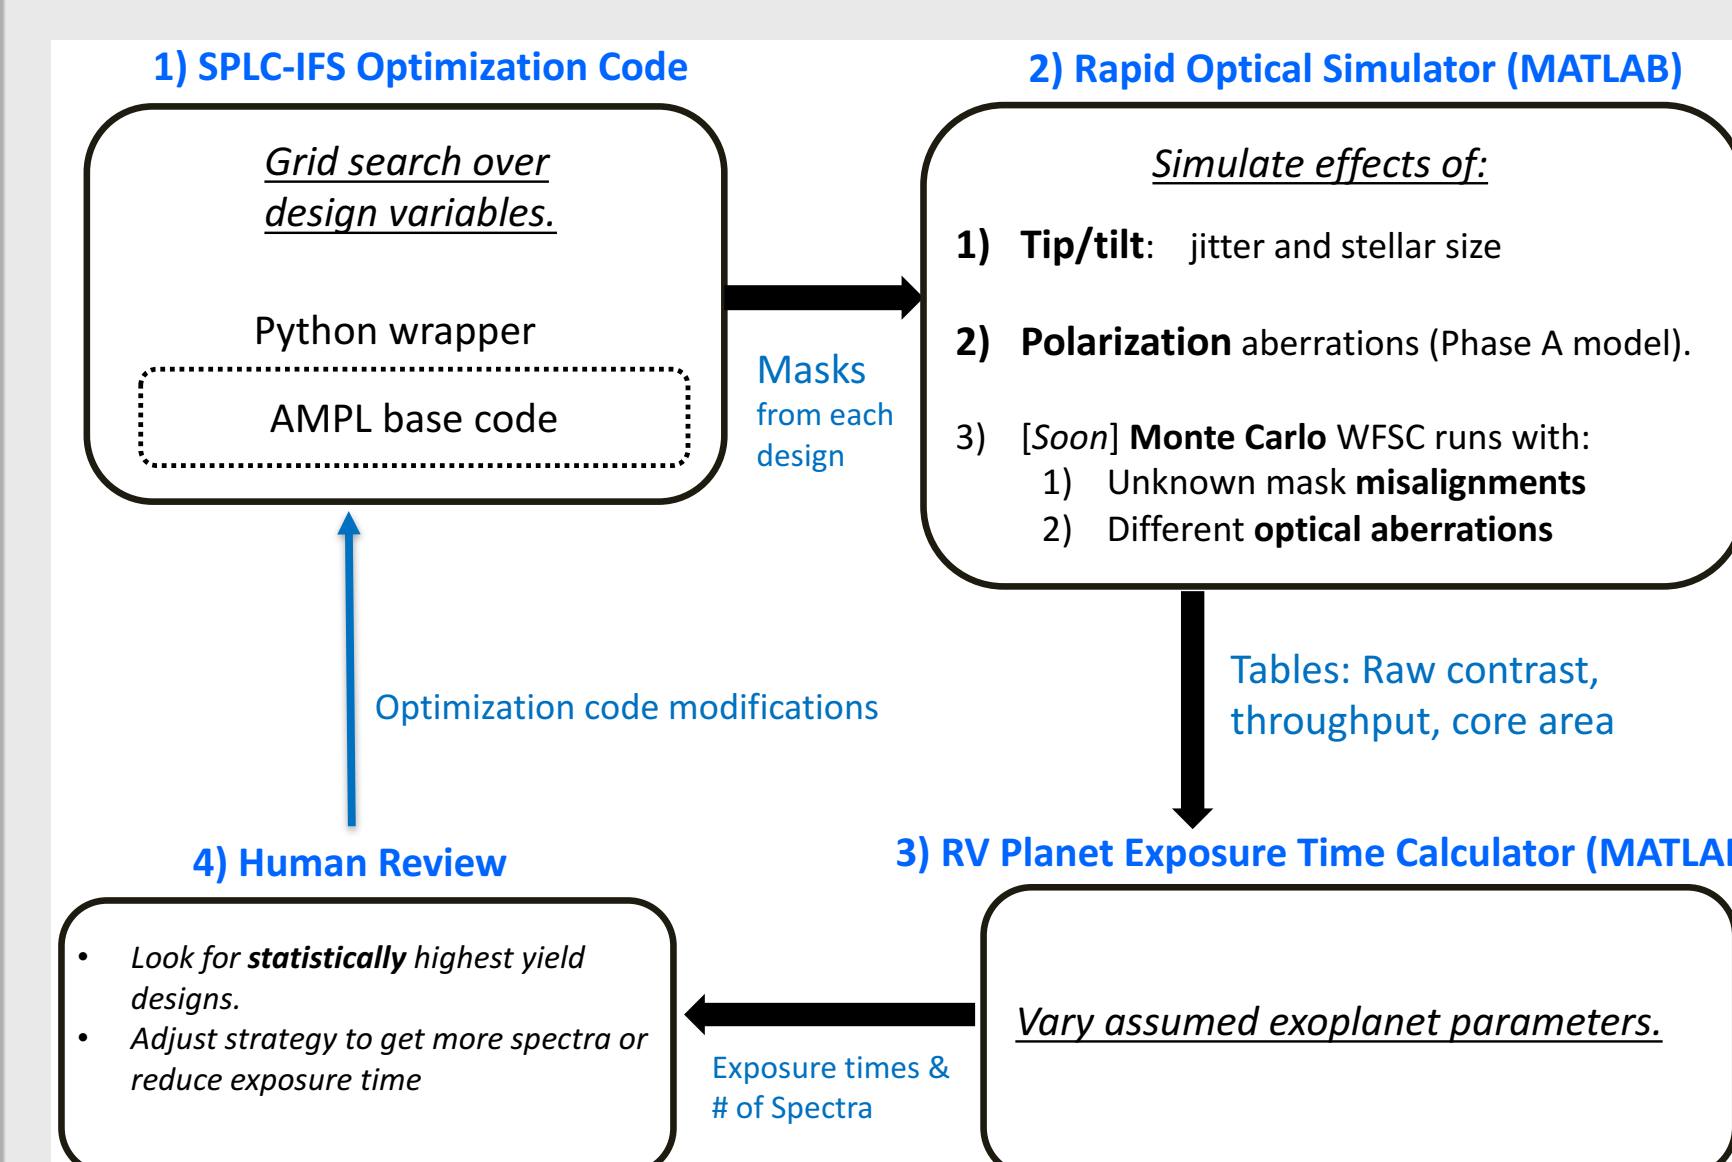 1) SPLC-IFS Optimization Code
Grid search over
design variables.
Python wrapper
AMPL base code
Masks
from each
design
2) Rapid Optical Simulator (MATLAB)
Simulate effects of:
1) Tip/tilt: jitter and stellar size
2) Polarization aberrations (Phase A model).
3) [Soon] Monte Carlo WFSC runs with:
1) Unknown mask misalignments
2) Different optical aberrations
Tables: Raw contrast,
throughput, core area
3) RV Planet Exposure Time Calculator (MATLAB
Vary assumed exoplanet parameters.
Exposure times &
# of Spectra
4) Human Review
• Look for statistically highest yield
designs.
• Adjust strategy to get more spectra or
reduce exposure time
Optimization code modifications